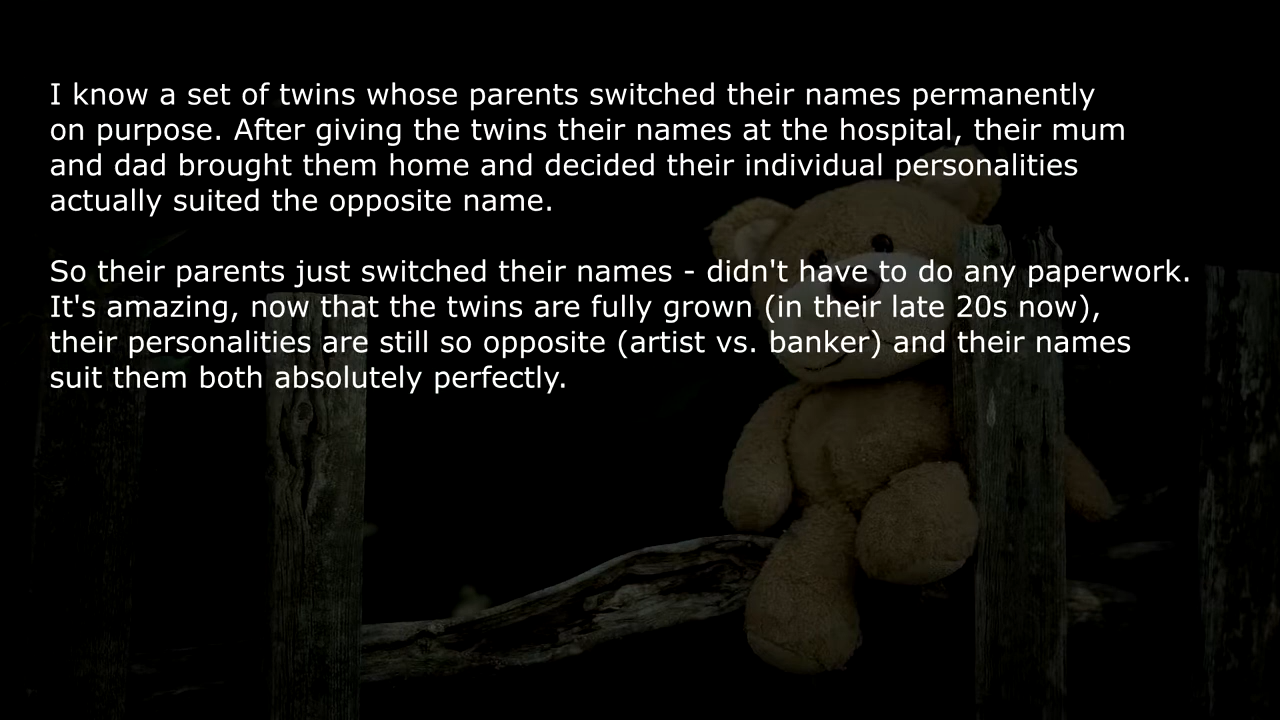 I know a set of twins whose parents switched their names permanently
on purpose. After giving the twins their names at the hospital, their mum
and dad brought them home and decided their individual personalities
actually suited the opposite name.
So their parents just switched their names - didn't have to do any paperwork.
It's amazing, now that the twins are fully grown (in their late 20s now),
their personalities are still so opposite (artist vs. banker) and their names
suit them both absolutely perfectly.